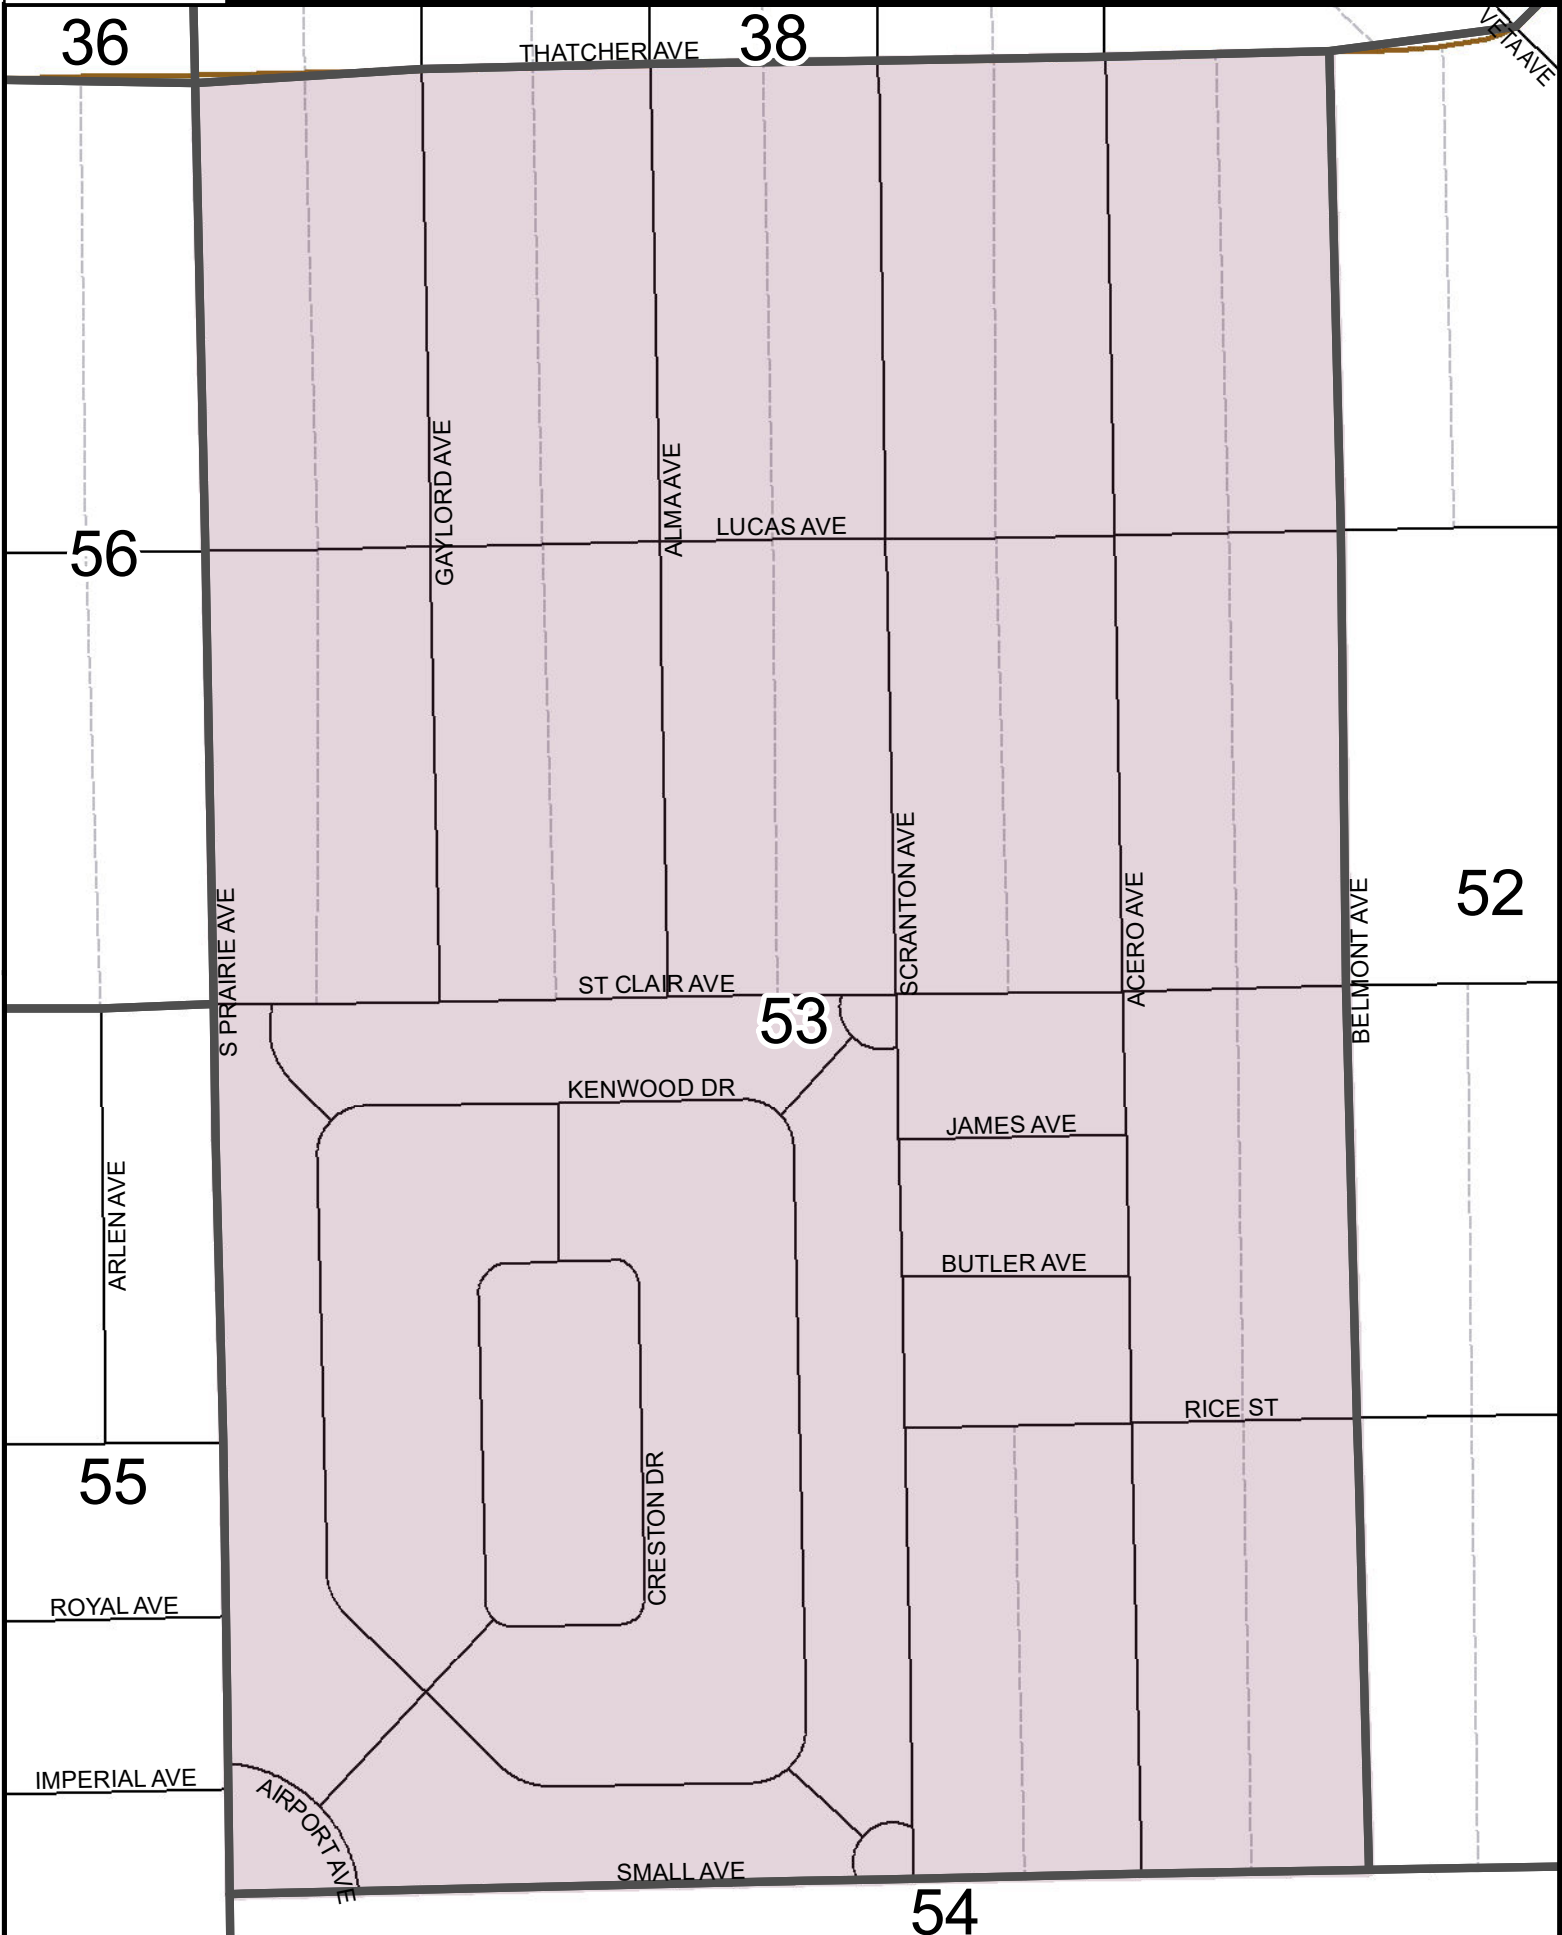 36
38
THATCHER AVE
VETA AVE
GAYLORD AVE
ALMA AVE
LUCAS AVE
56
SCRANTON AVE
ACERO AVE
52
S PRAIRIE AVE
BELMONT AVE
ST CLAIR AVE
53
KENWOOD DR
JAMES AVE
ARLEN AVE
BUTLER AVE
RICE ST
55
CRESTON DR
ROYAL AVE
IMPERIAL AVE
AIRPORT AVE
SMALL AVE
54